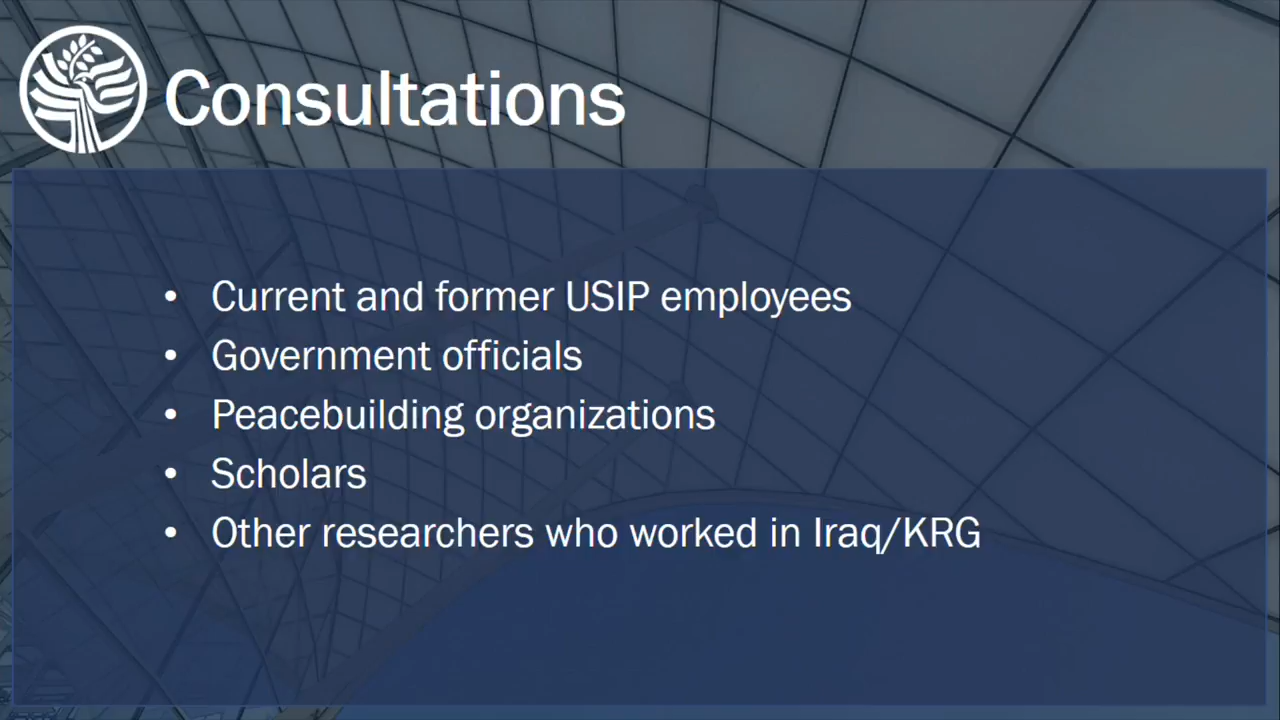 Consultations
• Current and former USIP employees
• Government officials
• Peacebuilding organizations
• Scholars
• Other researchers who worked in Iraq/KRG